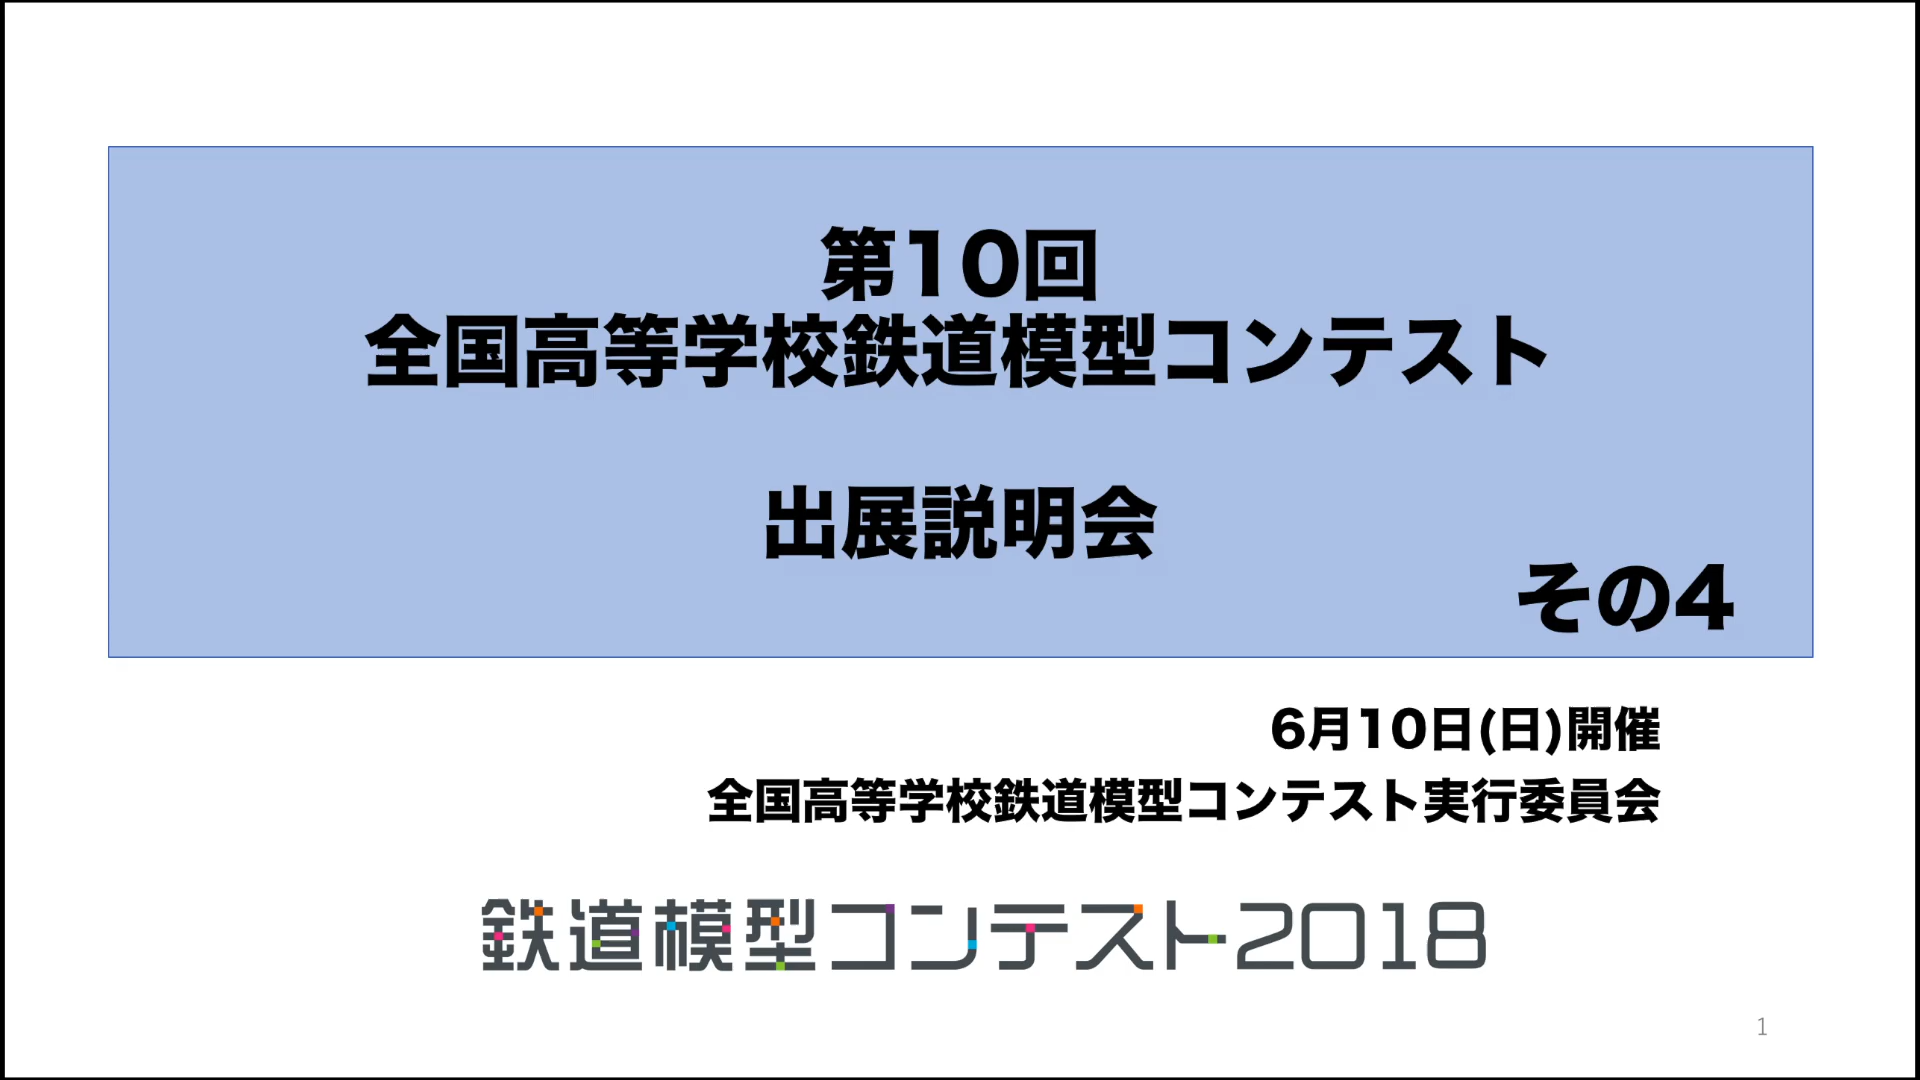 第10回
全国高等学校鉄道模型コンテスト
出展説明会
その4
6月10日(日)開催
全国高等学校鉄道模型コンテスト実行委員会
鉄道模型コンテスト2018
1